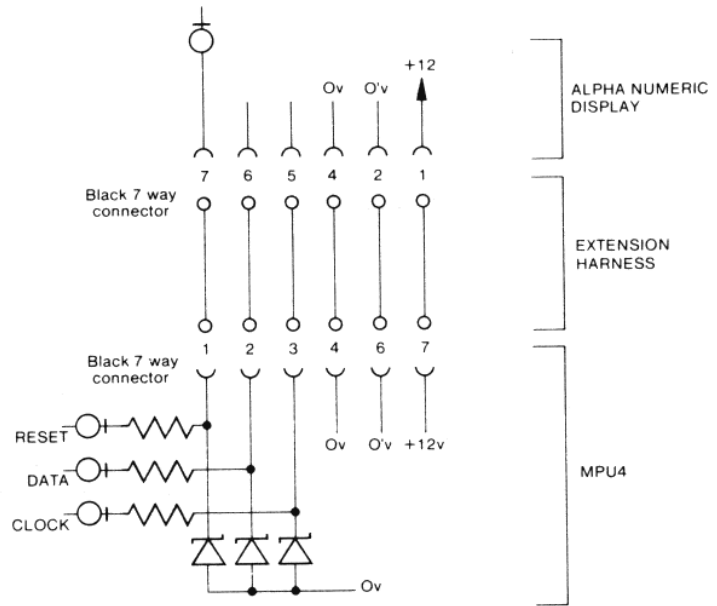 +12
Ov O'v
ALPHA NUMERIC
DISPLAY
7 6 5 4 2 1
Black 7 way
connector
EXTENSION
HARNESS
1 2 3 4 6 7
Black 7 way
connector
RESET
Ov O'v +12v
DATA
MPU4
CLOCK
Ov